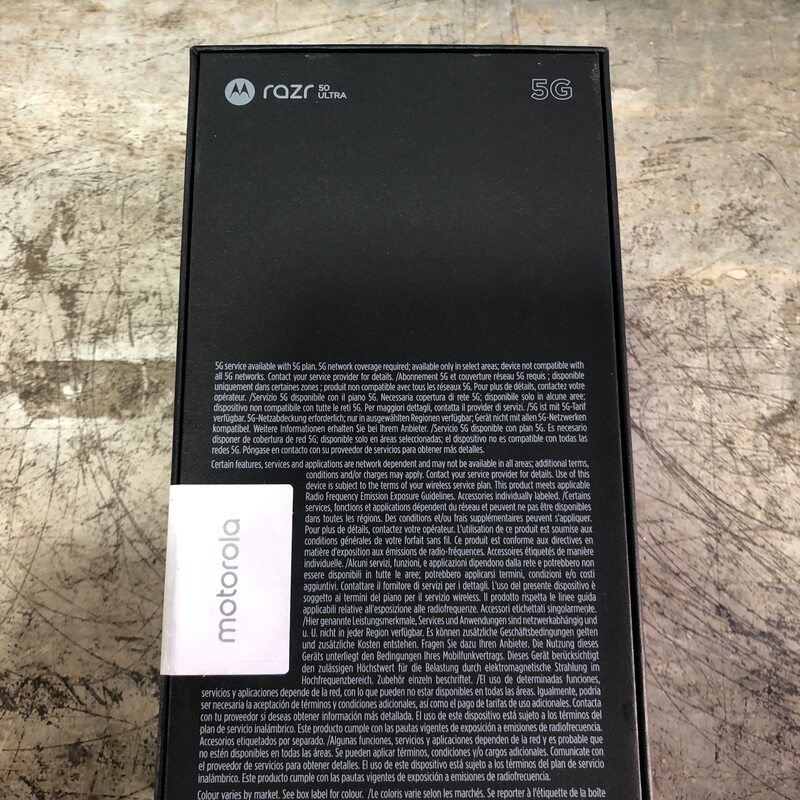 razr 50 ULTRA
5G
5G service available with 5G plan. 5G network coverage required; available only in select areas; device not compatible with
all 5G networks. Contact your service provider for details. /Abonnement 5G et couverture réseau 5G requis ; disponible
uniquement dans certaines zones ; produit non compatible avec tous les réseaux 5G. Pour plus de détails, contactez votre
opérateur. /Servizio 5G disponibile con il piano 5G. Necessaria copertura di rete 5G; disponibile solo in alcune aree;
dispositivo non compatibile con tutte le reti 5G. Per maggiori dettagli, contatta il provider di servizi. /5G ist mit 5G-Tarif
verfügbar. 5G-Netzabdeckung erforderlich; nur in ausgewählten Regionen verfügbar; Gerät nicht mit allen 5G-Netzwerken
kompatibel. Weitere Informationen erhalten Sie bei Ihrem Anbieter. /Servicio 5G disponible con plan 5G. Es necesario
disponer de cobertura de red 5G; disponible solo en áreas seleccionadas; el dispositivo no es compatible con todas las
redes 5G. Póngase en contacto con su proveedor de servicios para obtener más detalles.
Certain features, services and applications are network dependent and may not be available in all areas; additional terms,
conditions and/or charges may apply. Contact your service provider for details. Use of this
device is subject to the terms of your wireless service plan. This product meets applicable
Radio Frequency Emission Exposure Guidelines. Accessories individually labeled. /Certains
services, fonctions et applications dépendent du réseau et peuvent ne pas être disponibles
dans toutes les régions. Des conditions et/ou frais supplémentaires peuvent s'appliquer.
Pour plus de détails, contactez votre opérateur. L'utilisation de ce produit est soumise aux
conditions générales de votre forfait sans fil. Ce produit est conforme aux directives en
matière d'exposition aux émissions de radio-fréquences. Accessoires étiquetés de manière
individuelle. /Alcuni servizi, funzioni, e applicazioni dipendono dalla rete e potrebbero non
essere disponibili in tutte le aree; potrebbero applicarsi termini, condizioni e/o costi
aggiuntivi. Contattare il fornitore di servizi per i dettagli. L'uso del presente dispositivo è
soggetto ai termini del piano per il servizio wireless. Il prodotto rispetta le linee guida
applicabili relative all'esposizione alle radiofrequenze. Accessori etichettati singolarmente.
/Hier genannte Leistungsmerkmale, Services und Anwendungen sind netzwerkabhängig und
u. U. nicht in jeder Region verfügbar. Es können zusätzliche Geschäftsbedingungen gelten
und zusätzliche Kosten entstehen. Fragen Sie dazu Ihren Anbieter. Die Nutzung dieses
Geräts unterliegt den Bedingungen Ihres Mobilfunkvertrags. Dieses Gerät berücksichtigt
den zulässigen Höchstwert für die Belastung durch elektromagnetische Strahlung im
Hochfrequenzbereich. Zubehör einzeln beschriftet. /El uso de determinadas funciones,
servicios y aplicaciones depende de la red, con lo que pueden no estar disponibles en todas las áreas. Igualmente, podría
ser necesaria la aceptación de términos y condiciones adicionales, así como el pago de tarifas de uso adicionales. Contacta
con tu proveedor si deseas obtener información más detallada. El uso de este dispositivo está sujeto a los términos del
plan de servicio inalámbrico. Este producto cumple con las pautas vigentes de exposición a emisiones de radiofrecuencia.
Accesorios etiquetados por separado. /Algunas funciones, servicios y aplicaciones dependen de la red y es probable que
no estén disponibles en todas las áreas. Se pueden aplicar términos, condiciones y/o cargos adicionales. Comunícate con
el proveedor de servicios para obtener detalles. El uso de este dispositivo está sujeto a los términos del plan de servicio
inalámbrico. Este producto cumple con las pautas vigentes de exposición a emisiones de radiofrecuencia.
Colour varies by market. See box label for colour. /Le coloris varie selon les marchés. Se reporter à l'étiquette de la boîte
motorola